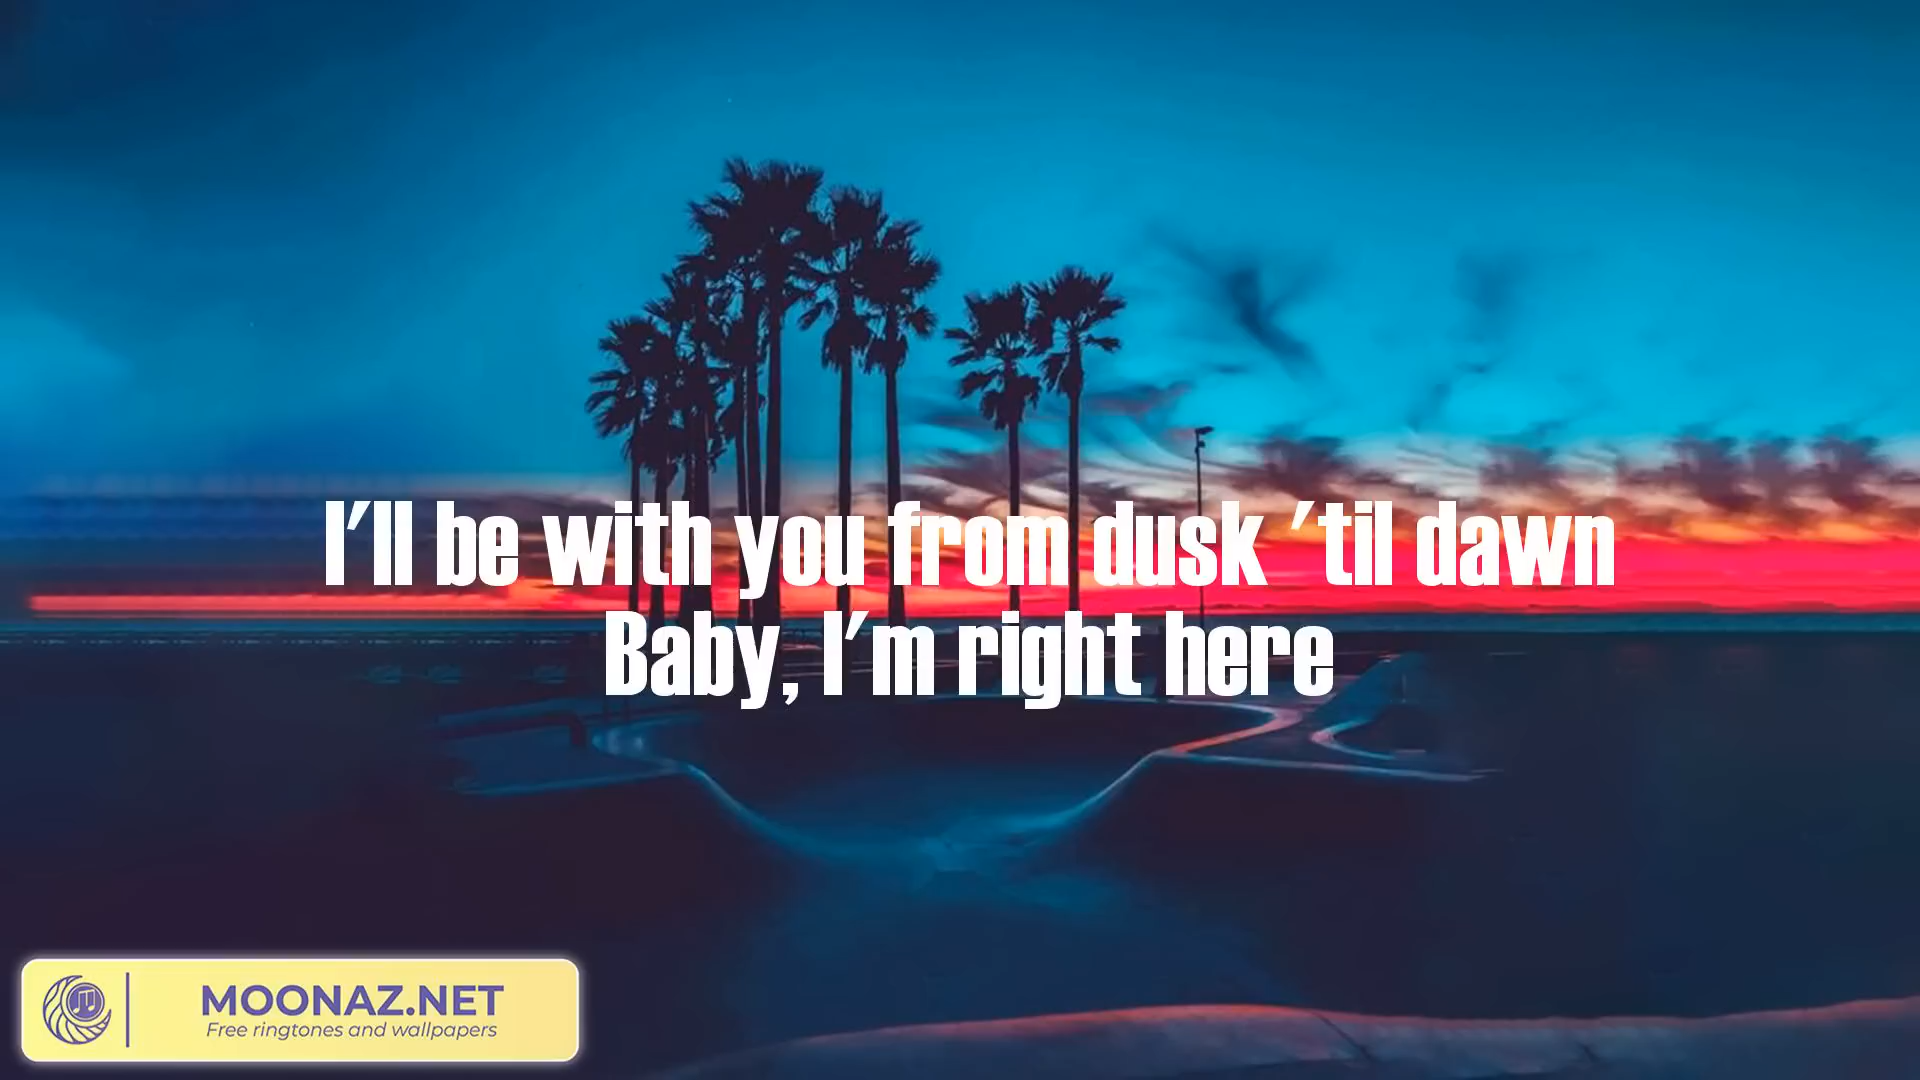 I'll be with you from dusk 'til dawn
Baby, I'm right here
MOONAZ.NET
Free ringtones and wallpapers